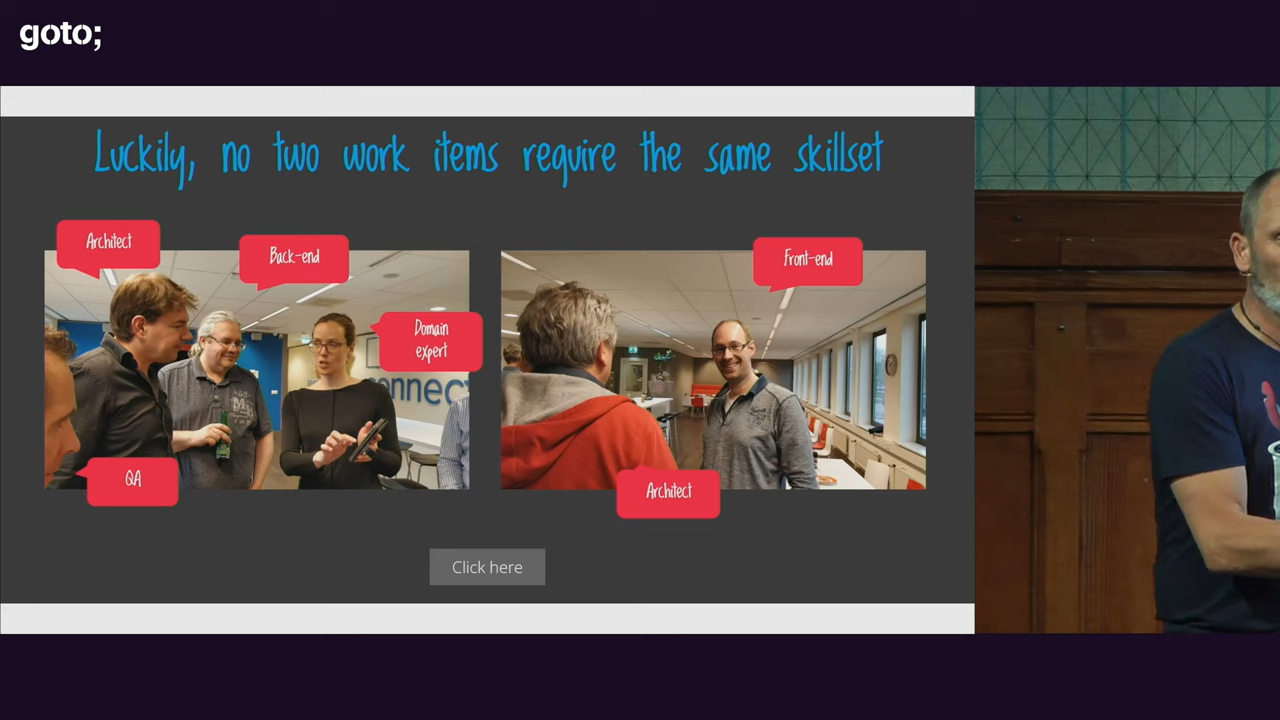 goto;
Luckily, no two work items require the same skillset
Architect
Back-end
Front-end
Domain
expert
onnec
QA
Architect
Click here